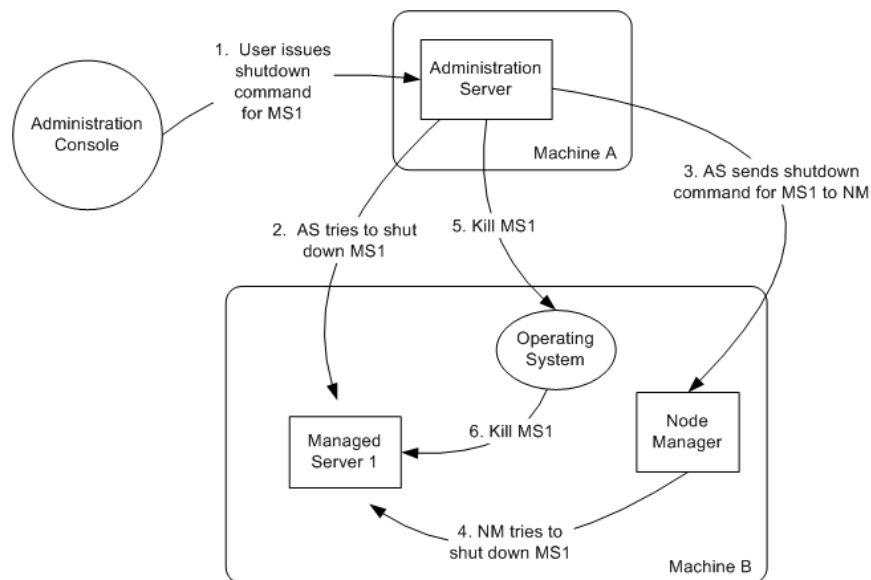 1. User issues
shutdown
command
for MS1
Administration
Server
Administration
Console
Machine A
3. AS sends shutdown
command for MS1 to NM
2. AS tries to shut
down MS1
5. Kill MS1
Operating
System
Managed
Server 1
6. Kill MS1
Node
Manager
4. NM tries to
shut down MS1
Machine B